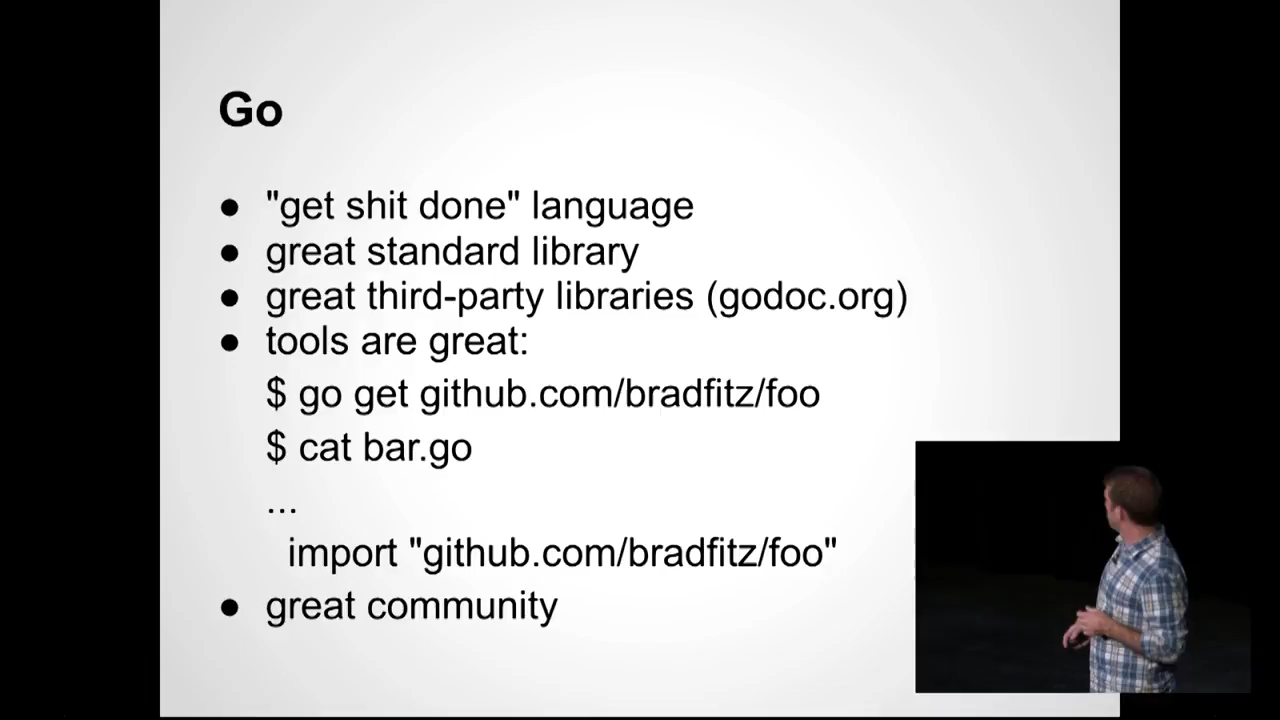 Go
● "get shit done" language
● great standard library
● great third-party libraries (godoc.org)
● tools are great:
$ go get github.com/bradfitz/foo
$ cat bar.go
...
import "github.com/bradfitz/foo"
● great community